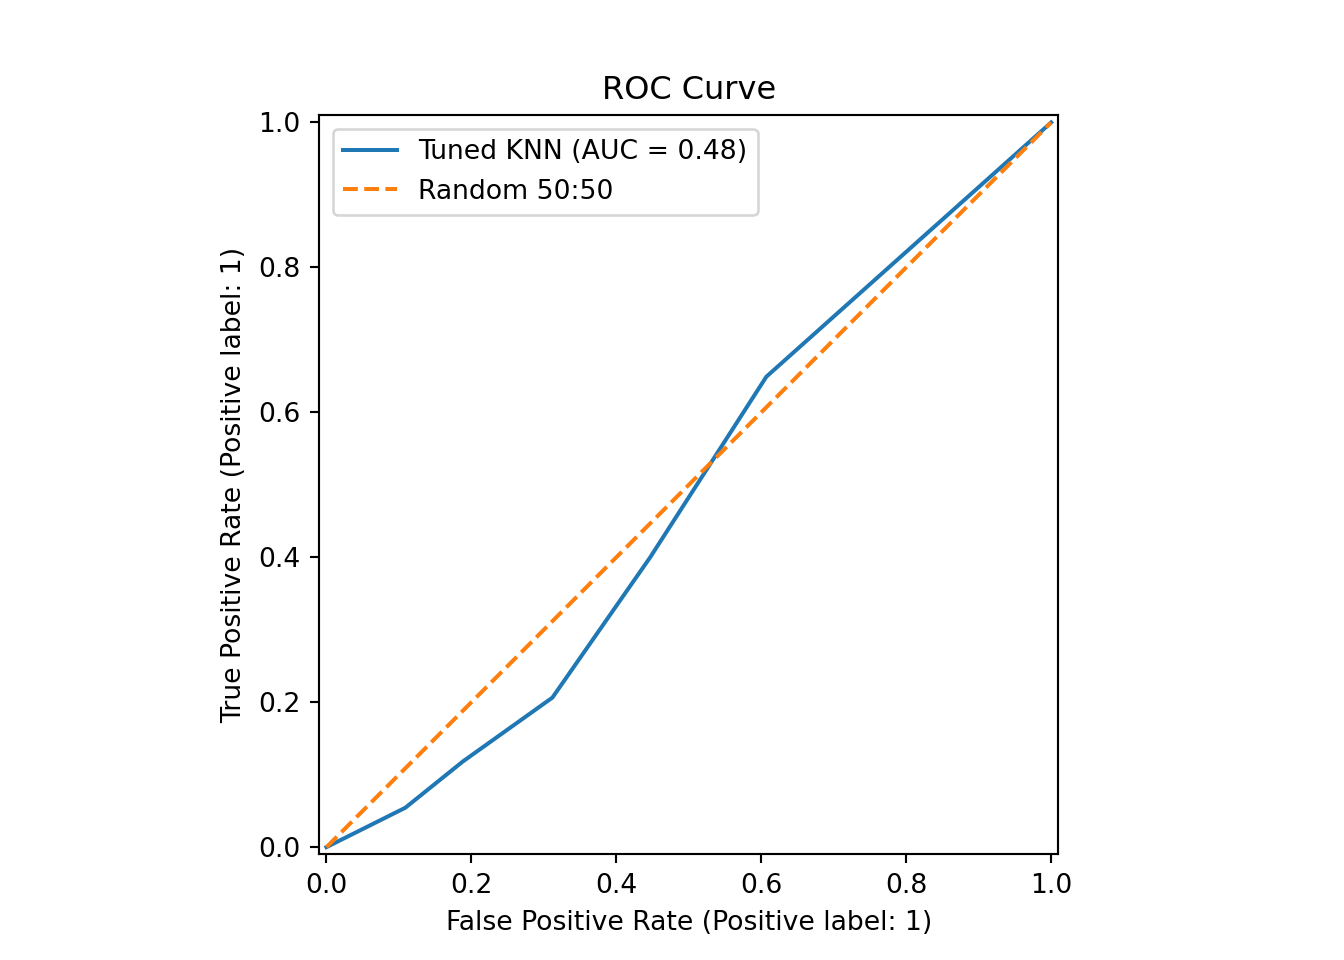 ROC Curve
Tuned KNN (AUC = 0.48)
Random 50:50
True Positive Rate (Positive label: 1)
1.0
0.8
0.6
0.4
0.2
0.0
0.0 0.2 0.4 0.6 0.8 1.0
False Positive Rate (Positive label: 1)